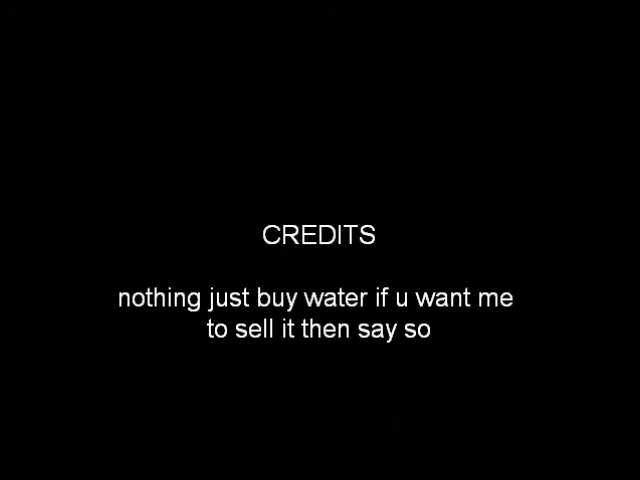 CREDITS
nothing just buy water if u want me
to sell it then say so